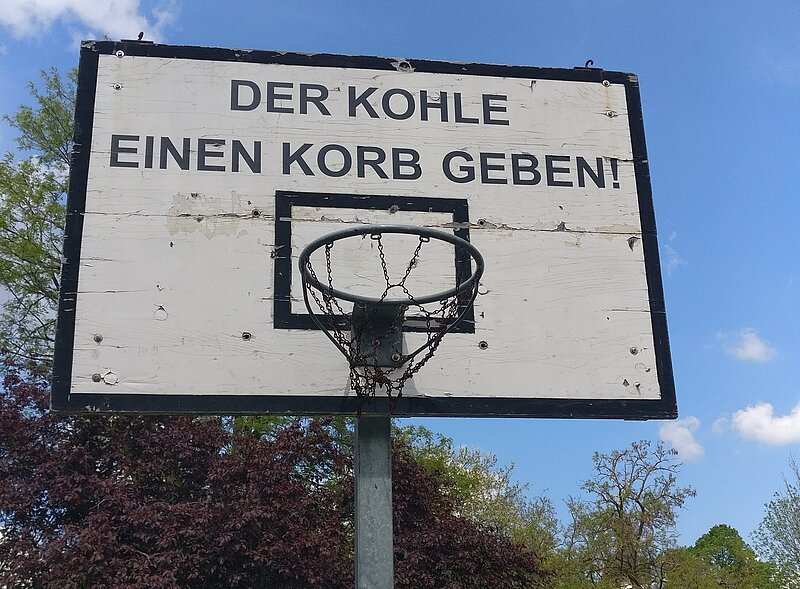 DER KOHLE
EINEN KORB GEBEN!